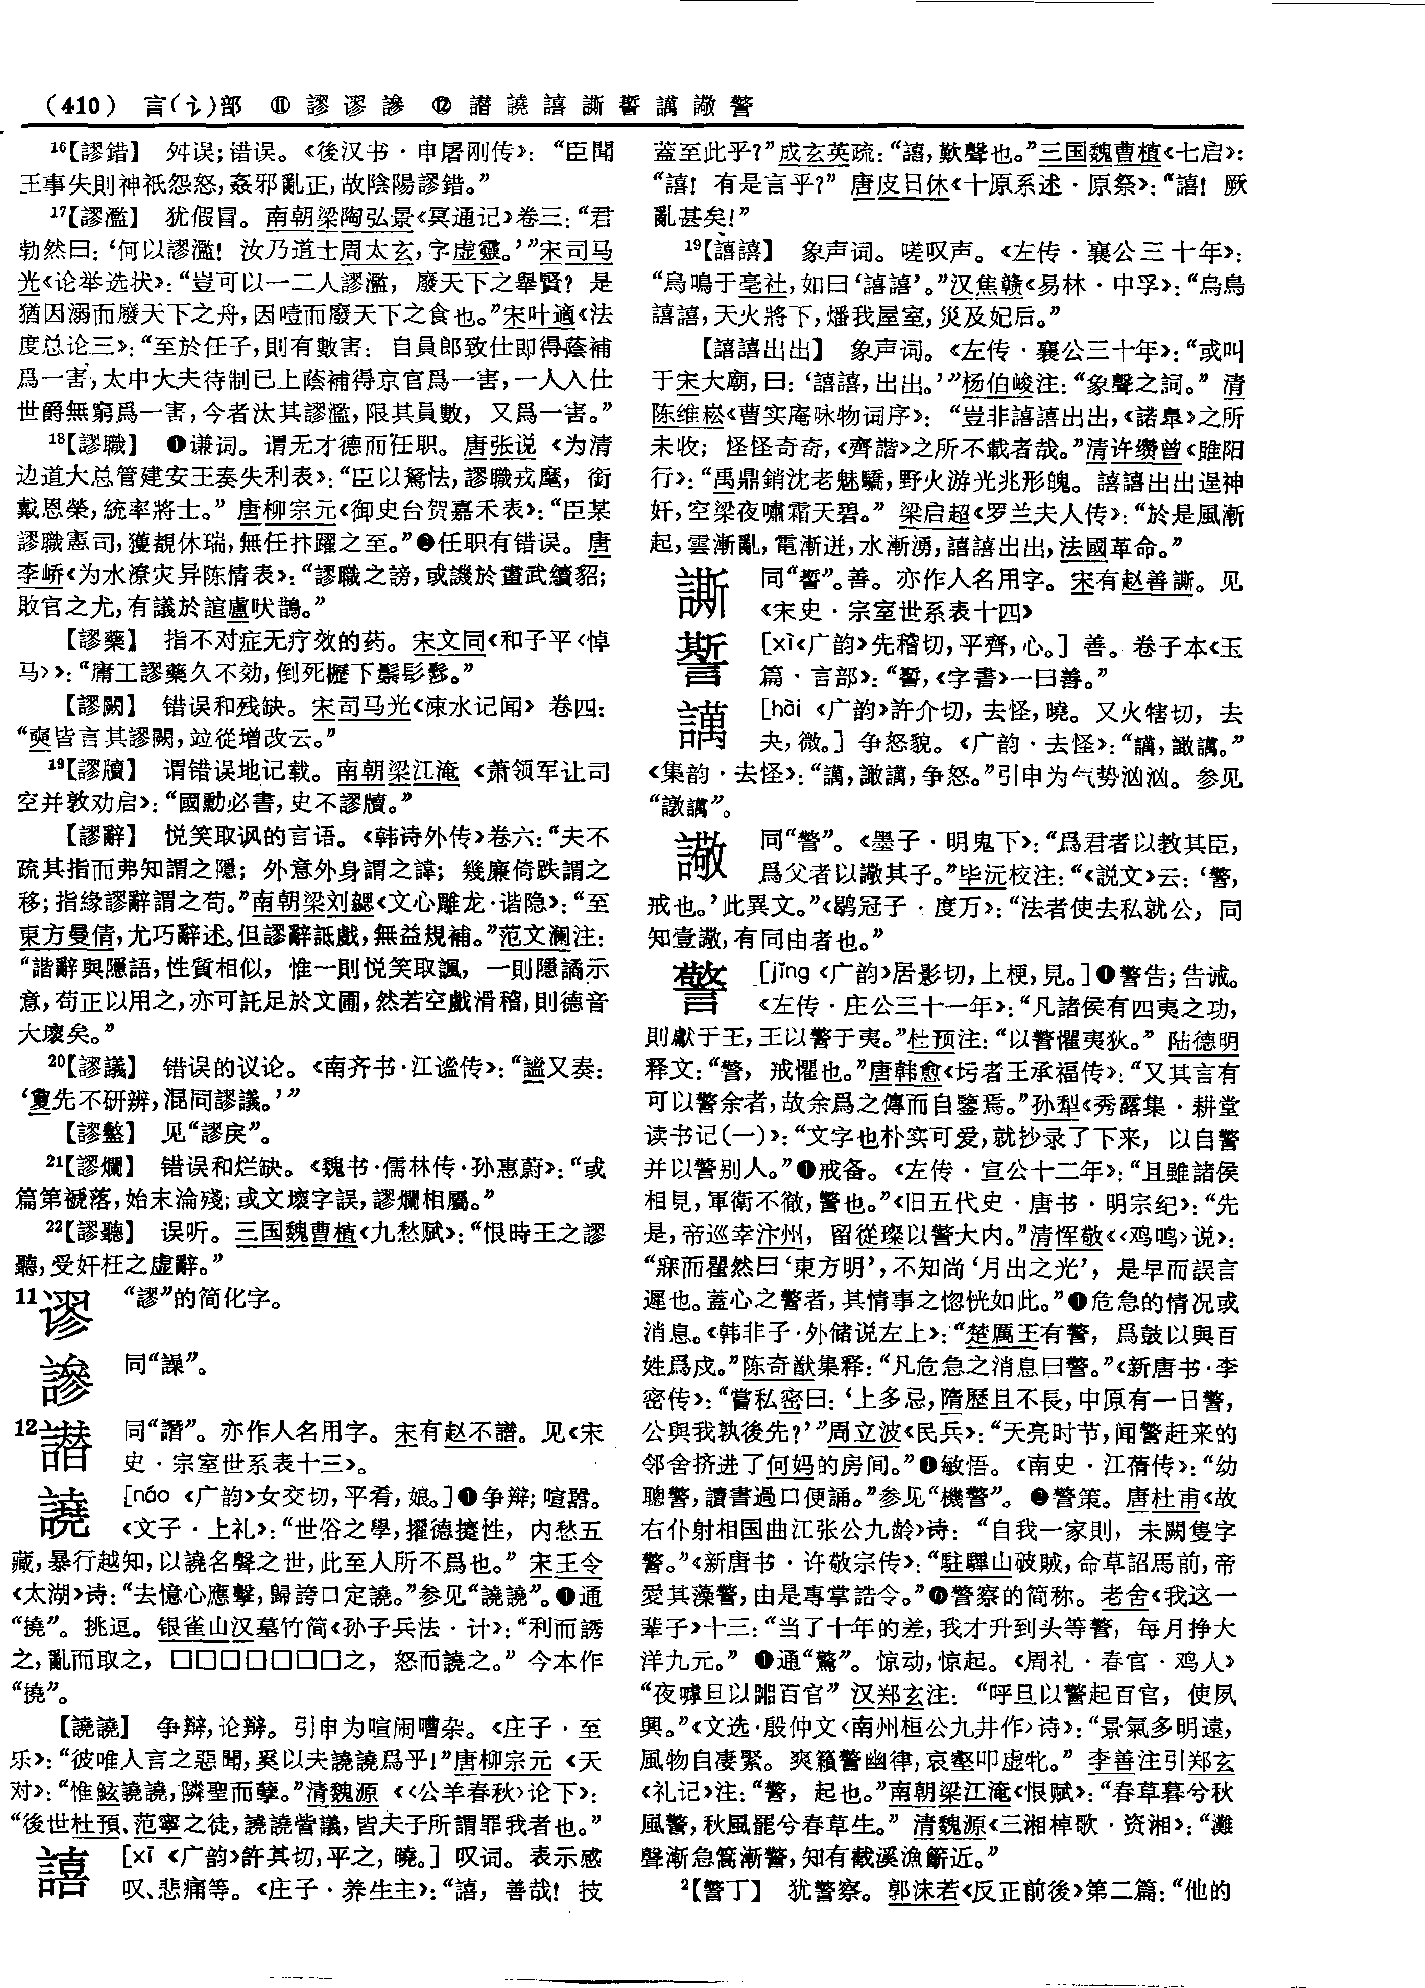 (410) 言(讠)部 ⑪ 謬谬謲 ⑫ 譛譊譆謕㖒講譈警
16【謬錯】 舛误;错误。《後汉书·申屠刚传》:“臣聞
王事失則神祇怨怒,姦邪亂正,故陰陽謬錯。”
17【謬濫】 犹假冒。南朝梁陶弘景《冥通记》卷三:“君
勃然曰:‘何以謬濫!汝乃道士周太玄,字虚靈。’”宋司马
光《论举选状》:“豈可以一二人謬濫,廢天下之舉賢?是
猶因溺而廢天下之舟,因噎而廢天下之食也。”宋叶適《法
度总论三》:“至於任子,則有數害:自員郎致仕即得蔭補
爲一害,太中大夫待制已上蔭補得京官爲一害,一人入仕
世爵無窮爲一害,今者汰其謬濫,限其員數,又爲一害。”
18【謬職】 ❶谦词。谓无才德而任职。唐张说《为清
边道大总管建安王奏失利表》:“臣以駑怯,謬職戎麾,銜
戴恩榮,統率將士。”唐柳宗元《御史台贺嘉禾表》:“臣某
謬職憲司,獲覩休瑞,無任抃躍之至。”❷任职有错误。唐
李峤《为水潦灾异陈情表》:“謬職之謗,或譏於畫武續貂;
敗官之尤,有議於諠盧吠鵲。”
【謬藥】 指不对症无疗效的药。宋文同《和子平〈悼
马〉》:“庸工謬藥久不効,倒死櫪下鬃髟髿。”
【謬闕】 错误和残缺。宋司马光《涑水记闻》卷四:
“奭皆言其謬闕,竝從增改云。”
19【謬牘】 谓错误地记载。南朝梁江淹《萧领军让司
空并敦劝启》:“國勳必書,史不謬牘。”
【謬辭】 悦笑取讽的言语。《韩诗外传》卷六:“夫不
疏其指而弗知謂之隱;外意外身謂之諱;幾廉倚跌謂之
移;指緣謬辭謂之苟。”南朝梁刘勰《文心雕龙·谐隐》:“至
東方曼倩,尤巧辭述。但謬辭詆戲,無益規補。”范文澜注:
“諧辭與隱語,性質相似,惟一則悦笑取諷,一則隱譎示
意,苟正以用之,亦可託足於文圃,然若空戲滑稽,則德音
大壞矣。”
20【謬議】 错误的议论。《南齐书·江谧传》:“謐又奏:
‘夐先不研辨,混同謬議。’”
【謬盭】 见“謬戾”。
21【謬爛】 错误和烂缺。《魏书·儒林传·孙惠蔚》:“或
篇第褫落,始末淪殘;或文壞字誤,謬爛相屬。”
22【謬聽】 误听。三国魏曹植《九愁赋》:“恨時王之謬
聽,受奸枉之虚辭。”
11谬 “謬”的简化字。
謲 同“譟”。
12譛 同“譖”。亦作人名用字。宋有赵不譛。见《宋
史·宗室世系表十三》。
譊 [náo《广韵》女交切,平肴,娘。]❶争辩;喧嚣。
《文子·上礼》:“世俗之學,擢德攓性,内愁五
藏,暴行越知,以譊名聲之世,此至人所不爲也。”宋王令
《太湖》诗:“去憶心應擊,歸誇口定譊。”参见“譊譊”。❶通
“撓”。挑逗。银雀山汉墓竹简《孙子兵法·计》:“利而誘
之,亂而取之,□□□□□□□之,怒而譊之。”今本作
“撓”。
【譊譊】 争辩,论辩。引申为喧闹嘈杂。《庄子·至
乐》:“彼唯人言之惡聞,奚以夫譊譊爲乎!”唐柳宗元《天
对》:“惟鮌譊譊,隣聖而孽。”清魏源《〈公羊春秋〉论下》:
“後世杜預、范寧之徒,譊譊訾議,皆夫子所謂罪我者也。”
譆 [xī《广韵》許其切,平之,曉。]叹词。表示感
叹、悲痛等。《庄子·养生主》:“譆,善哉!技
蓋至此乎?”成玄英疏:“譆,歎聲也。”三国魏曹植《七启》:
“譆!有是言乎?”唐皮日休《十原系述·原祭》:“譆!厥
亂甚矣!”
19【譆譆】 象声词。嗟叹声。《左传·襄公三十年》:
“鳥鳴于亳社,如曰‘譆譆’。”汉焦赣《易林·中孚》:“烏鳥
譆譆,天火將下,燔我屋室,災及妃后。”
【譆譆出出】 象声词。《左传·襄公三十年》:“或叫
于宋大廟,曰:‘譆譆,出出。’”杨伯峻注:“象聲之詞。”清
陈维崧《曹实庵咏物词序》:“豈非譆譆出出,《諾臯》之所
未收;怪怪奇奇,《齊諧》之所不載者哉。”清许缵曾《睢阳
行》:“禹鼎銷沈老魅驕,野火游光兆形魄。譆譆出出逞神
奸,空梁夜嘯霜天碧。”梁启超《罗兰夫人传》:“於是風漸
起,雲漸亂,電漸迸,水漸湧,譆譆出出,法國革命。”
同“㖒”。善。亦作人名用字。宋有赵善。见
《宋史·宗室世系表十四》
[xī《广韵》先稽切,平齊,心。]善。卷子本《玉
篇·言部》:“,《字書》一曰善。”
[hài《广韵》許介切,去怪,曉。又火犗切,去
夬,微。]争怒貌。《广韵·去怪》:“,譀。”
《集韵·去怪》:“,譀,争怒。”引申为气势汹汹。参见
“”。
同“警”。《墨子·明鬼下》:“爲君者以教其臣,
爲父者以其子。”毕沅校注:“《説文》云:‘警,
戒也。’此異文。”《鹖冠子·度万》:“法者使去私就公,同
知壹,有同由者也。”
警 [jǐng《广韵》居影切,上梗,見。]❶警告;告诫。
《左传·庄公三十一年》:“凡諸侯有四夷之功,
則獻于王,王以警于夷。”杜预注:“以警懼夷狄。”陆德明
释文:“警,戒懼也。”唐韩愈《圬者王承福传》:“又其言有
可以警余者,故余爲之傳而自鑒焉。”孙犁《秀露集·耕堂
读书记(一)》:“文字也朴实可爱,就抄录了下来,以自警
并以警别人。”❶戒备。《左传·宣公十二年》:“且雖諸侯
相見,軍衛不徹,警也。”《旧五代史·唐书·明宗纪》:“先
是,帝巡幸汴州,留從璨以警大内。”清恽敬《〈鸡鸣〉说》:
“寐而瞿然曰‘東方明’,不知尚‘月出之光’,是早而誤言
遲也。蓋心之警者,其情事之惚恍如此。”❶危急的情况或
消息。《韩非子·外储说左上》:“楚厲王有警,爲鼓以與百
姓爲戍。”陈奇猷集释:“凡危急之消息曰警。”《新唐书·李
密传》:“嘗私密曰:‘上多忌,隋歷且不長,中原有一日警,
公與我孰後先?’”周立波《民兵》:“天亮时节,闻警赶来的
邻舍挤进了何妈的房间。”❶敏悟。《南史·江蒨传》:“幼
聰警,讀書過口便誦。”参见“機警”。❷警策。唐杜甫《故
右仆射相国曲江张公九龄》诗:“自我一家則,未闕隻字
警。”《新唐书·许敬宗传》:“駐驆山破賊,命草詔馬前,帝
愛其藻警,由是專掌誥令。”❻警察的简称。老舍《我这一
辈子》十三:“当了十年的差,我才升到头等警,每月挣大
洋九元。”❶通“驚”。惊动,惊起。《周礼·春官·鸡人》
“夜嘑旦以嘂百官”汉郑玄注:“呼旦以警起百官,使夙
興。”《文选·殷仲文〈南州桓公九井作〉诗》:“景氣多明遠,
風物自凄緊。爽籟警幽律,哀壑叩虚牝。”李善注引郑玄
《礼记》注:“警,起也。”南朝梁江淹《恨赋》:“春草暮兮秋
風警,秋風罷兮春草生。”清魏源《三湘棹歌·资湘》:“灘
聲漸急篙漸警,知有截溪漁籪近。”
2【警丁】 犹警察。郭沫若《反正前後》第二篇:“他的